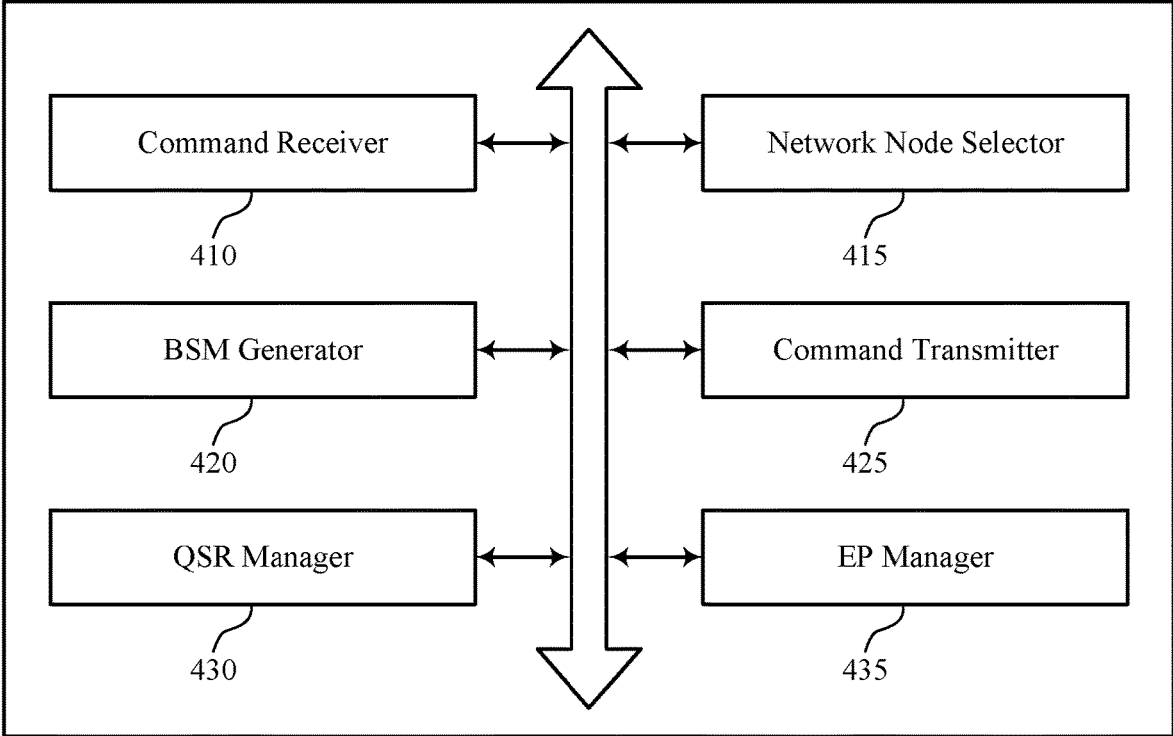 Command Receiver
410
Network Node Selector
415
BSM Generator
420
Command Transmitter
425
QSR Manager
430
EP Manager
435